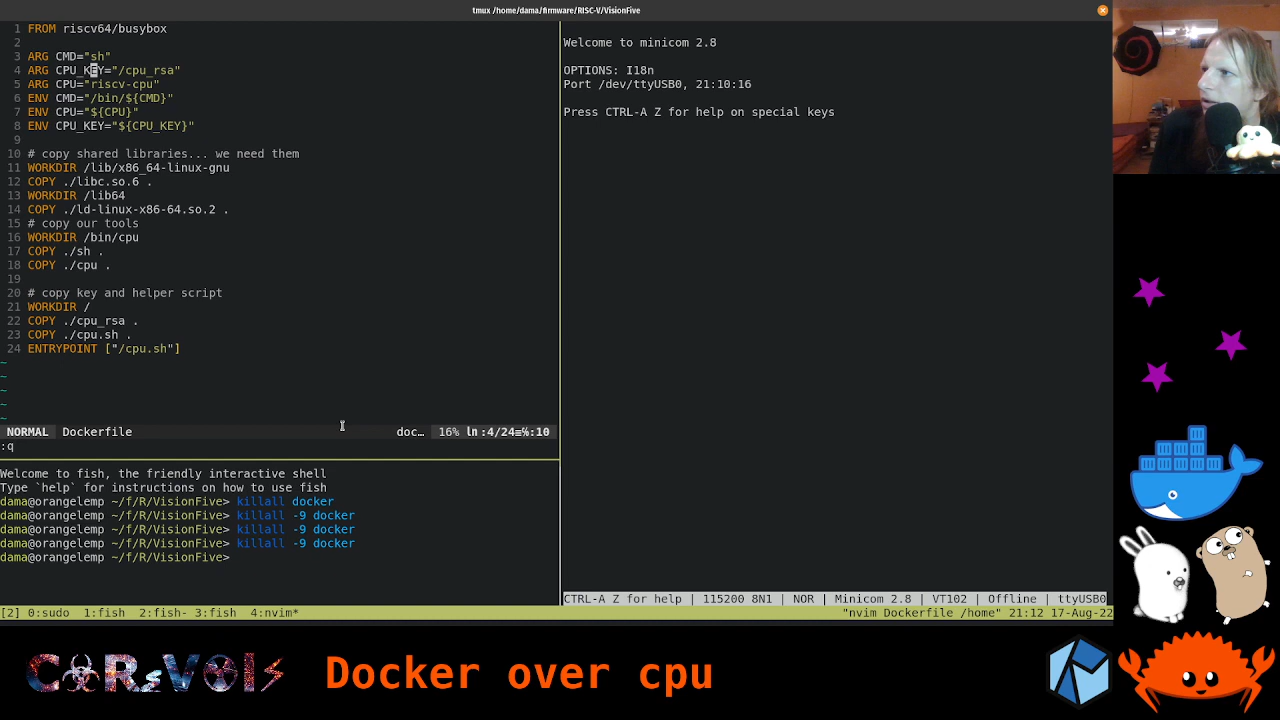 tmux /home/dama/firmware/RISC-V/VisionFive
1 FROM riscv64/busybox
2
3 ARG CMD="sh"
4 ARG CPU_KEY="/cpu_rsa"
5 ARG CPU="riscv-cpu"
6 ENV CMD="/bin/${CMD}"
7 ENV CPU="${CPU}"
8 ENV CPU_KEY="${CPU_KEY}"
9
10 # copy shared libraries... we need them
11 WORKDIR /lib/x86_64-linux-gnu
12 COPY ./libc.so.6 .
13 WORKDIR /lib64
14 COPY ./ld-linux-x86-64.so.2 .
15 # copy our tools
16 WORKDIR /bin/cpu
17 COPY ./sh .
18 COPY ./cpu .
19
20 # copy key and helper script
21 WORKDIR /
22 COPY ./cpu_rsa .
23 COPY ./cpu.sh .
24 ENTRYPOINT ["/cpu.sh"]
~
~
~
~
~
NORMAL Dockerfile doc… 16% ln:4/24≡%:10
:q
Welcome to fish, the friendly interactive shell
Type `help` for instructions on how to use fish
dama@orangelemp ~/f/R/VisionFive> killall docker
dama@orangelemp ~/f/R/VisionFive> killall -9 docker
dama@orangelemp ~/f/R/VisionFive> killall -9 docker
dama@orangelemp ~/f/R/VisionFive> killall -9 docker
dama@orangelemp ~/f/R/VisionFive>
Welcome to minicom 2.8
OPTIONS: I18n
Port /dev/ttyUSB0, 21:10:16
Press CTRL-A Z for help on special keys
CTRL-A Z for help | 115200 8N1 | NOR | Minicom 2.8 | VT102 | Offline | ttyUSB0
[2] 0:sudo 1:fish 2:fish- 3:fish 4:nvim* "nvim Dockerfile /home" 21:12 17-Aug-22
Docker over cpu